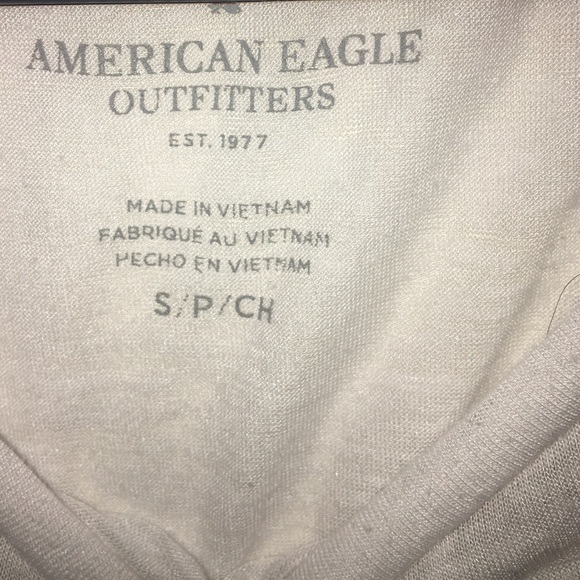 AMERICAN EAGLE
OUTFITTERS
EST. 1977
MADE IN VIETNAM
FABRIQUÉ AU VIETNAM
HECHO EN VIETNAM
S/P/CH